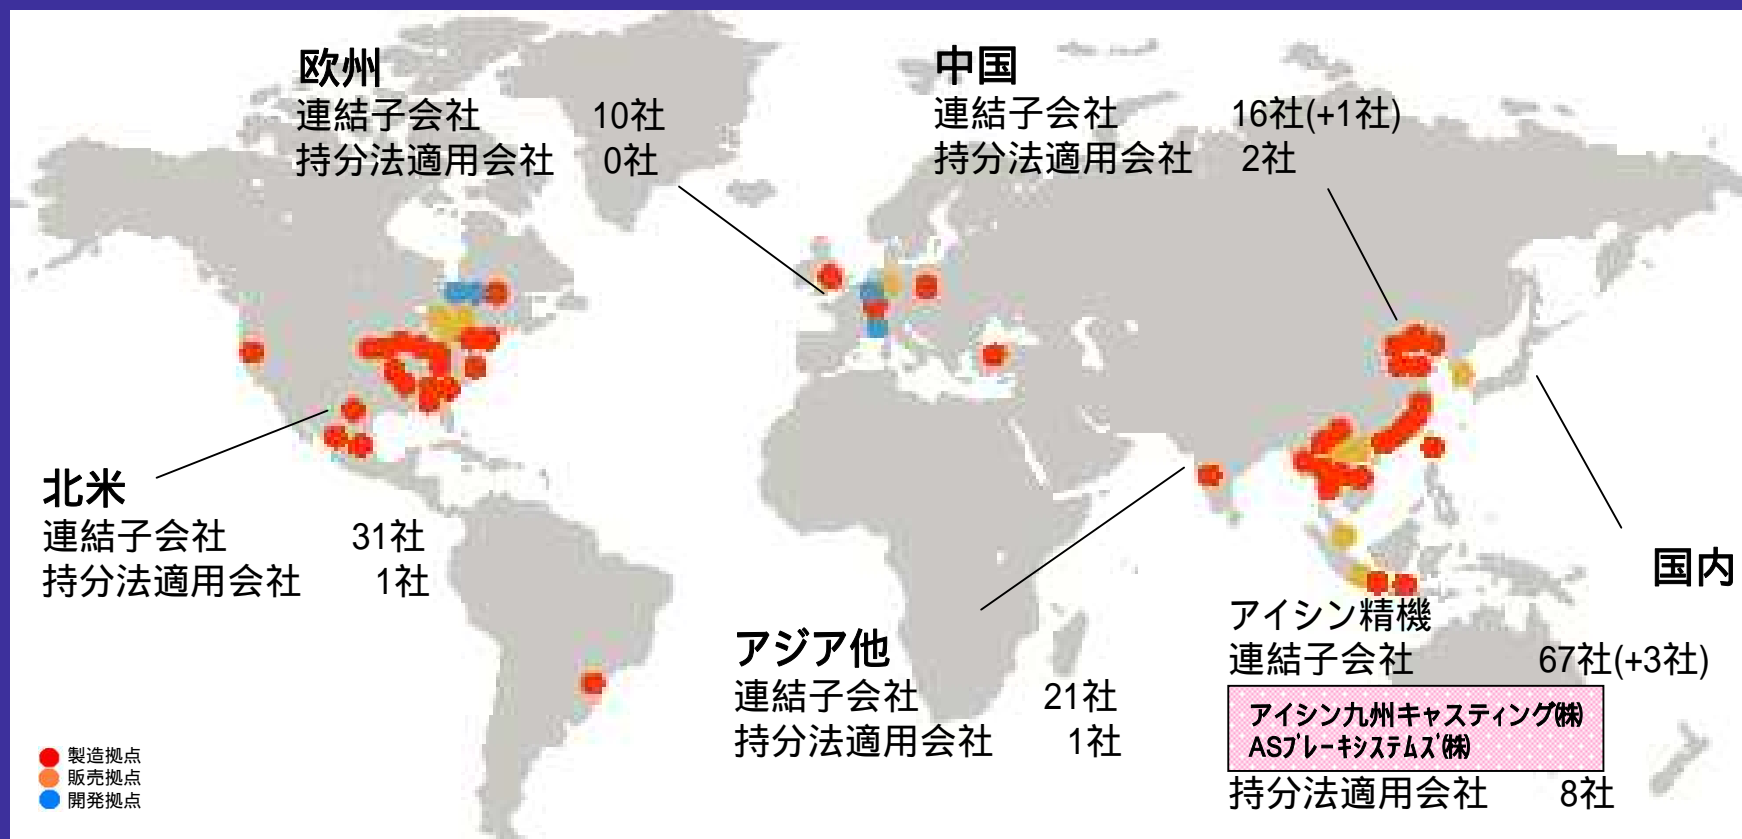 欧州
連結子会社 10社
持分法適用会社 0社
中国
連結子会社 16社(+1社)
持分法適用会社 2社
北米
連結子会社 31社
持分法適用会社 1社
アジア他
連結子会社 21社
持分法適用会社 1社
国内
アイシン精機
連結子会社 67社(+3社)
アイシン九州キャスティング㈱
ASブレーキシステムズ㈱
持分法適用会社 8社
製造拠点
販売拠点
開発拠点